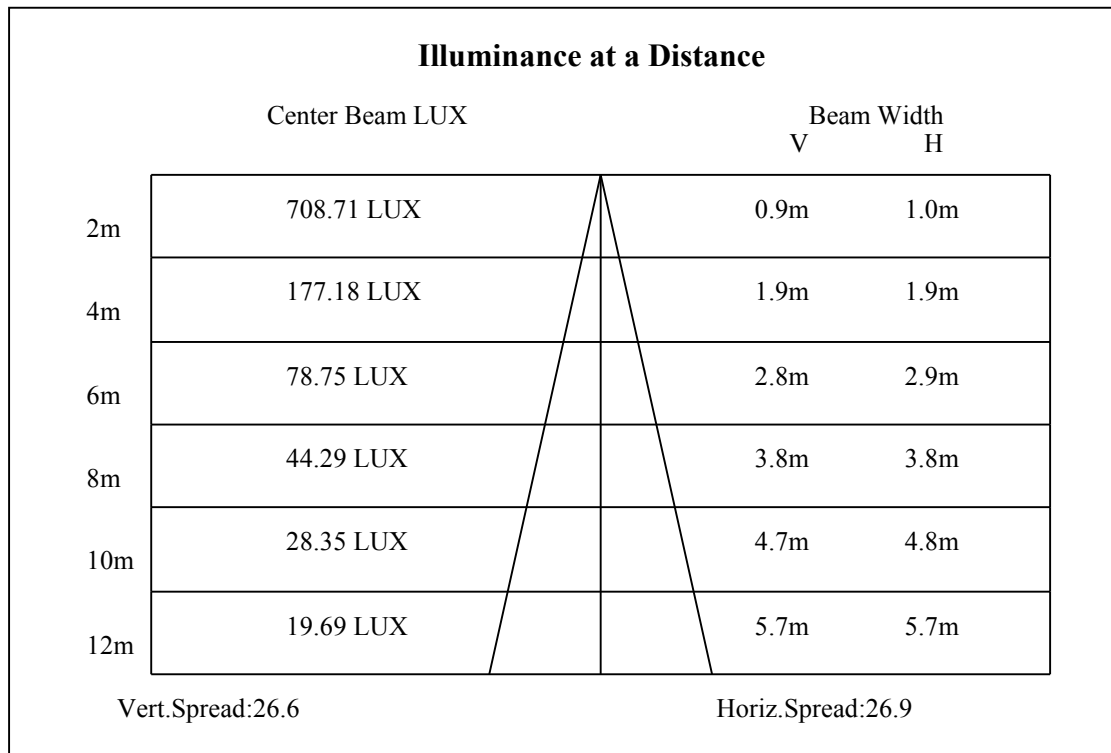 Illuminance at a Distance
Center Beam LUX Beam Width
V H
2m 708.71 LUX 0.9m 1.0m
4m 177.18 LUX 1.9m 1.9m
6m 78.75 LUX 2.8m 2.9m
8m 44.29 LUX 3.8m 3.8m
10m 28.35 LUX 4.7m 4.8m
12m 19.69 LUX 5.7m 5.7m
Vert.Spread:26.6 Horiz.Spread:26.9